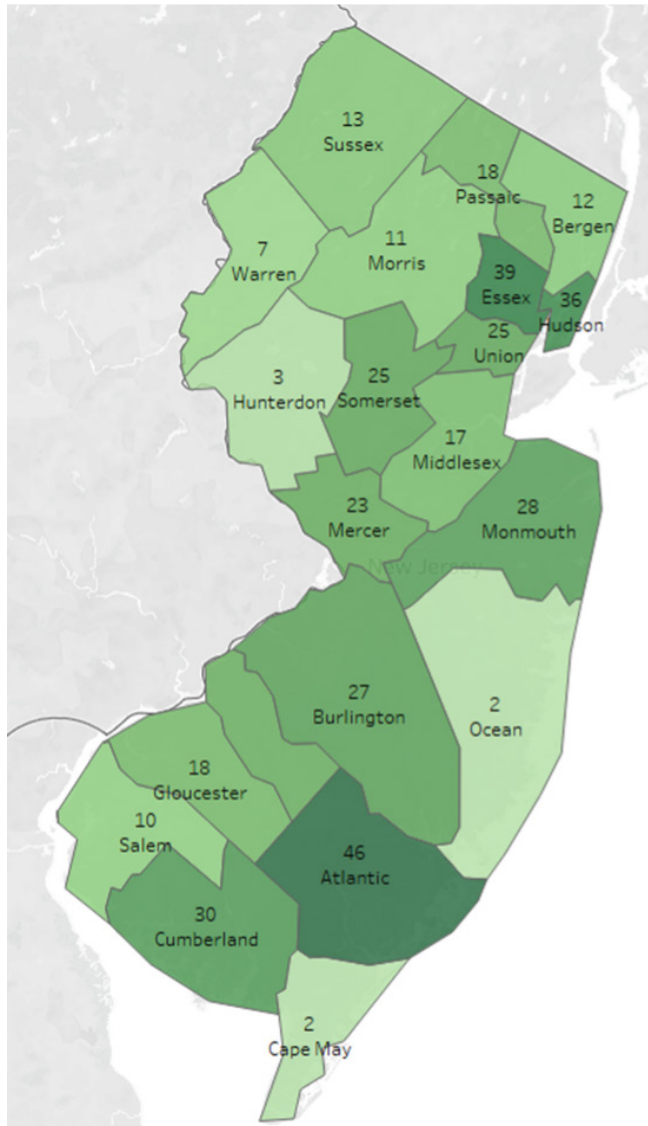 13
Sussex
18
Passaic
12
Bergen
7
Warren
11
Morris
39
Essex
36
Hudson
25
Union
3
Hunterdon
25
Somerset
17
Middlesex
23
Mercer
28
Monmouth
New Jersey
27
Burlington
2
Ocean
18
Gloucester
10
Salem
46
Atlantic
30
Cumberland
2
Cape May